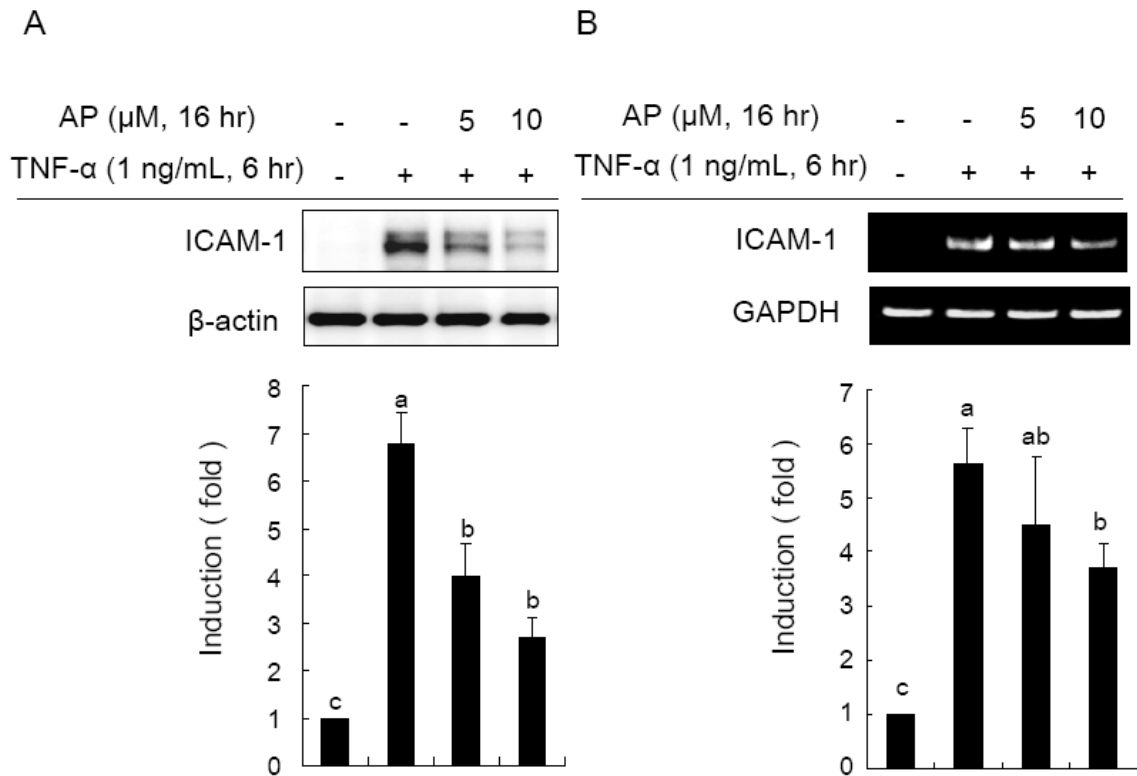 A
AP (μM, 16 hr) - - 5 10
TNF-α (1 ng/mL, 6 hr) - + + +
ICAM-1
β-actin
Induction ( fold )
8
7
6
5
4
3
2
1
0
c
a
b
b
B
AP (μM, 16 hr) - - 5 10
TNF-α (1 ng/mL, 6 hr) - + + +
ICAM-1
GAPDH
Induction ( fold )
7
6
5
4
3
2
1
0
c
a
ab
b